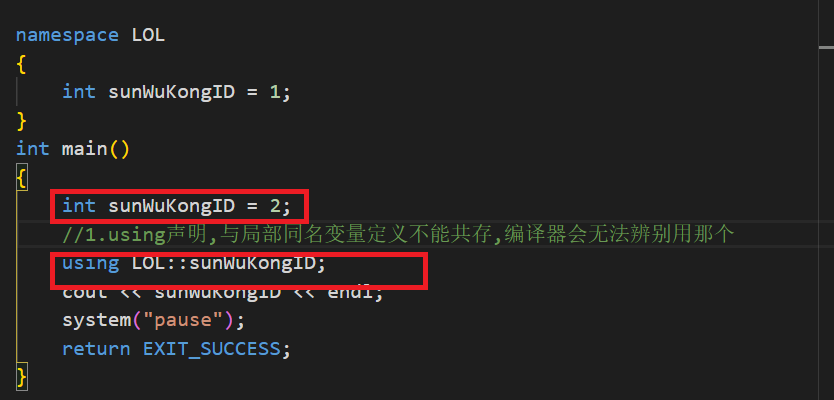 namespace LOL
{
int sunWuKongID = 1;
}
int main()
{
int sunWuKongID = 2;
//1.using声明,与局部同名变量定义不能共存,编译器会无法辨别用那个
using LOL::sunWuKongID;
cout << sunWuKongID << endl;
system("pause");
return EXIT_SUCCESS;
}